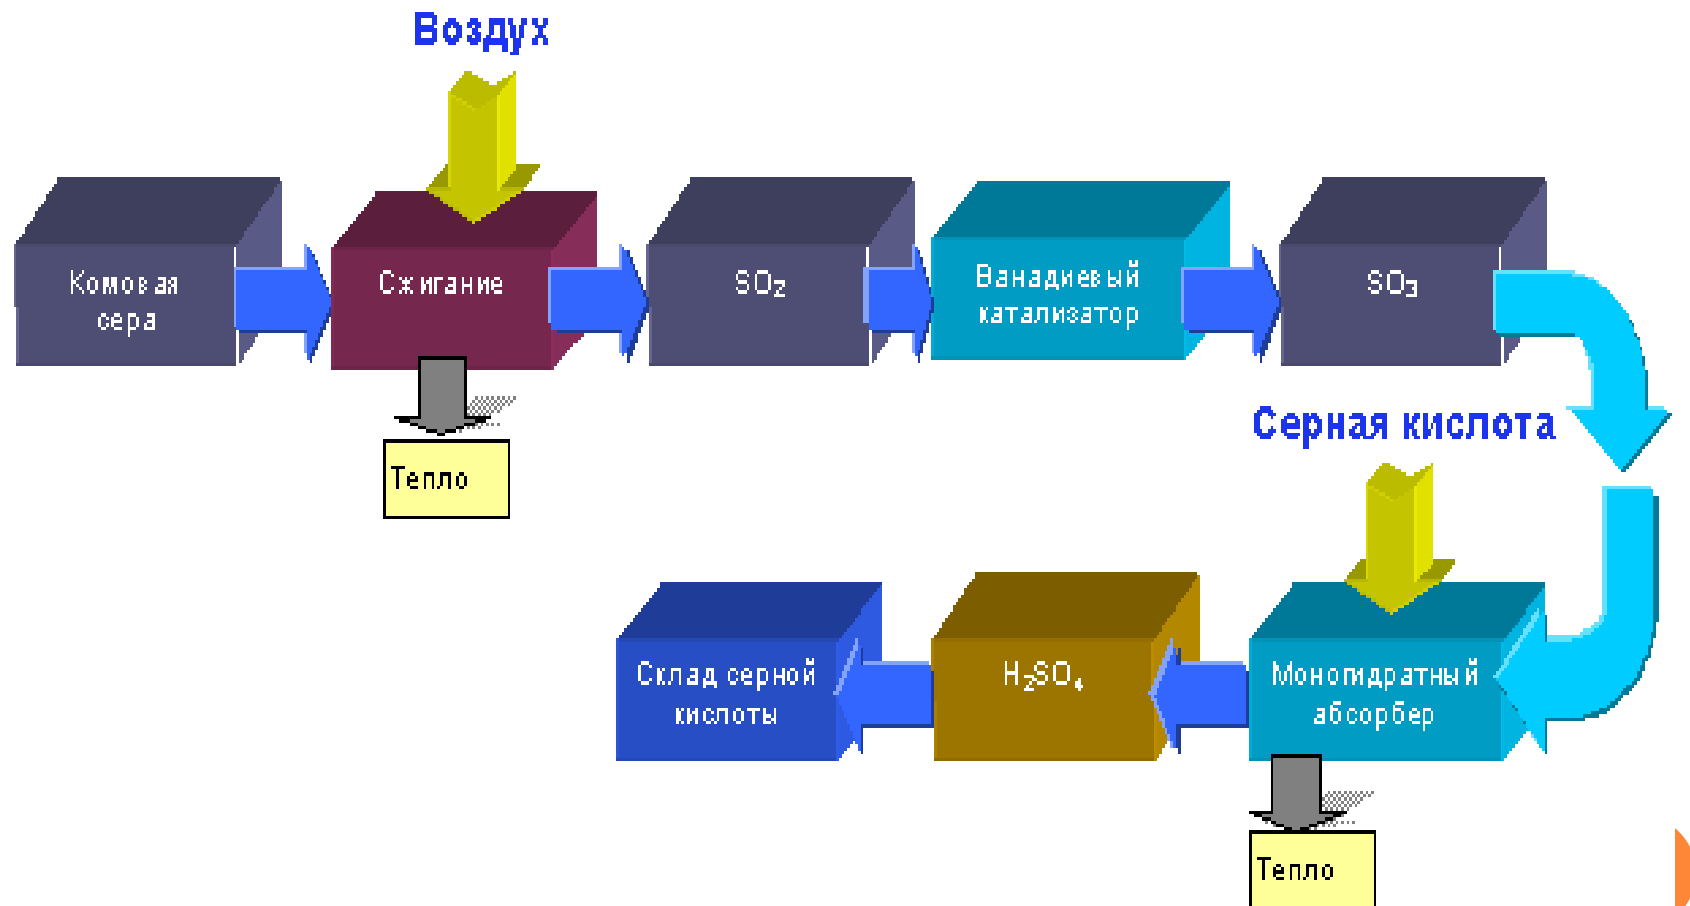 Воздух
Комовая
сера
Сжигание
SO₂
Ванадиевый
катализатор
SO₃
Тепло
Серная кислота
Склад серной
кислоты
H₂SO₄
Моногидратный
абсорбер
Тепло